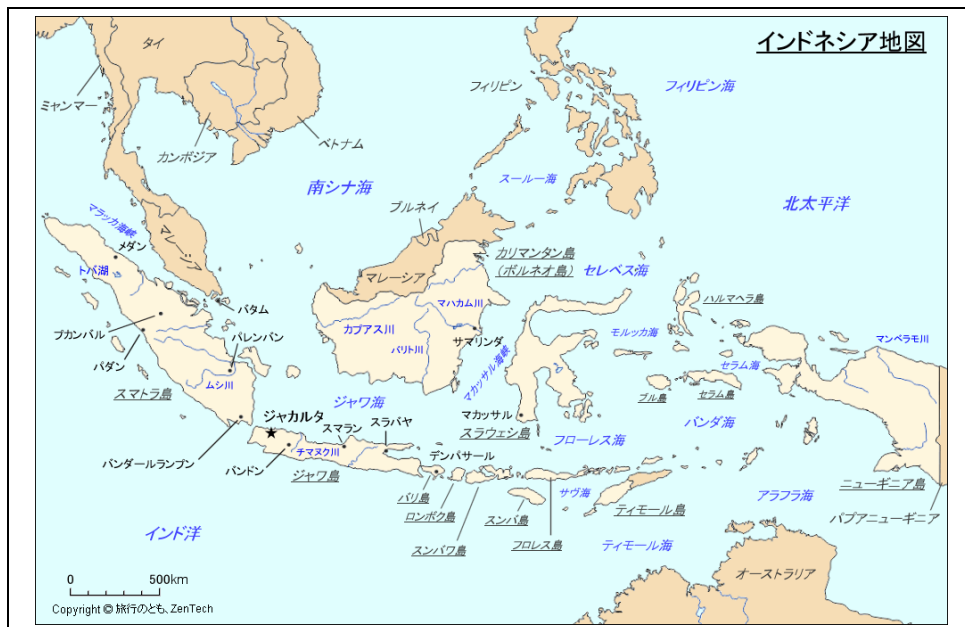 インドネシア地図
タイ
ミャンマー
フィリピン
フィリピン海
ベトナム
カンボジア
スールー海
南シナ海
北太平洋
ブルネイ
マラッカ海峡
マレーシア
メダン
カリマンタン島
(ボルネオ島)
セレベス海
トバ湖
マレーシア
ハルマヘラ島
マハカム川
バタム
プカンバル
カプアス川
モルッカ海
マンベラモ川
パレンバン
サマリンダ
バリト川
パダン
セラム海
ムシ川
マカッサル海峡
スマトラ島
ブル島
セラム島
ジャワ海
ジャカルタ
マカッサル
バンダ海
スマラン
スラバヤ
スラウェシ島
フローレス海
チマヌク川
デンパサール
バンダールランプン
バンドン
ジャワ島
バリ島
サヴ海
アラフラ海
ニューギニア島
ロンボク島
スンバ島
ティモール島
パプアニューギニア
インド洋
スンバワ島
フロレス島
ティモール海
オーストラリア
0 500km
Copyright © 旅行のとも、ZenTech